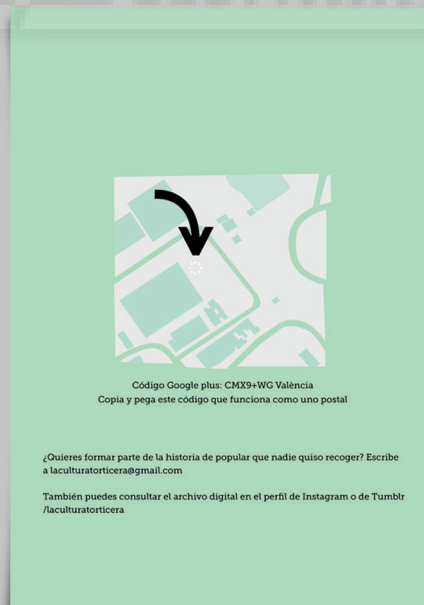 Código Google plus: CMX9+WG València
Copia y pega este código que funciona como uno postal
¿Quieres formar parte de la historia de popular que nadie quiso recoger? Escribe
a laculturatorticera@gmail.com
También puedes consultar el archivo digital en el perfil de Instagram o de Tumblr
/laculturatorticera